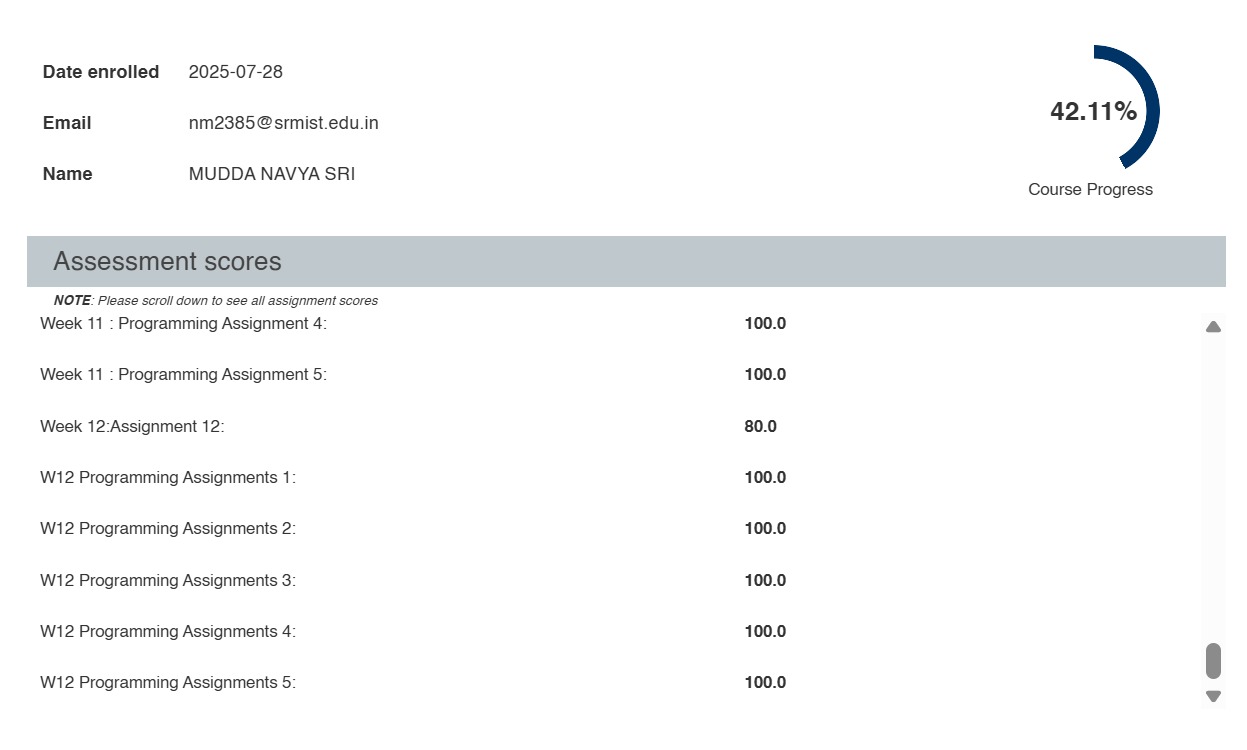 Date enrolled 2025-07-28
42.11%
Email nm2385@srmist.edu.in
Name MUDDA NAVYA SRI
Course Progress
Assessment scores
NOTE: Please scroll down to see all assignment scores
Week 11 : Programming Assignment 4: 100.0
Week 11 : Programming Assignment 5: 100.0
Week 12:Assignment 12: 80.0
W12 Programming Assignments 1: 100.0
W12 Programming Assignments 2: 100.0
W12 Programming Assignments 3: 100.0
W12 Programming Assignments 4: 100.0
W12 Programming Assignments 5: 100.0